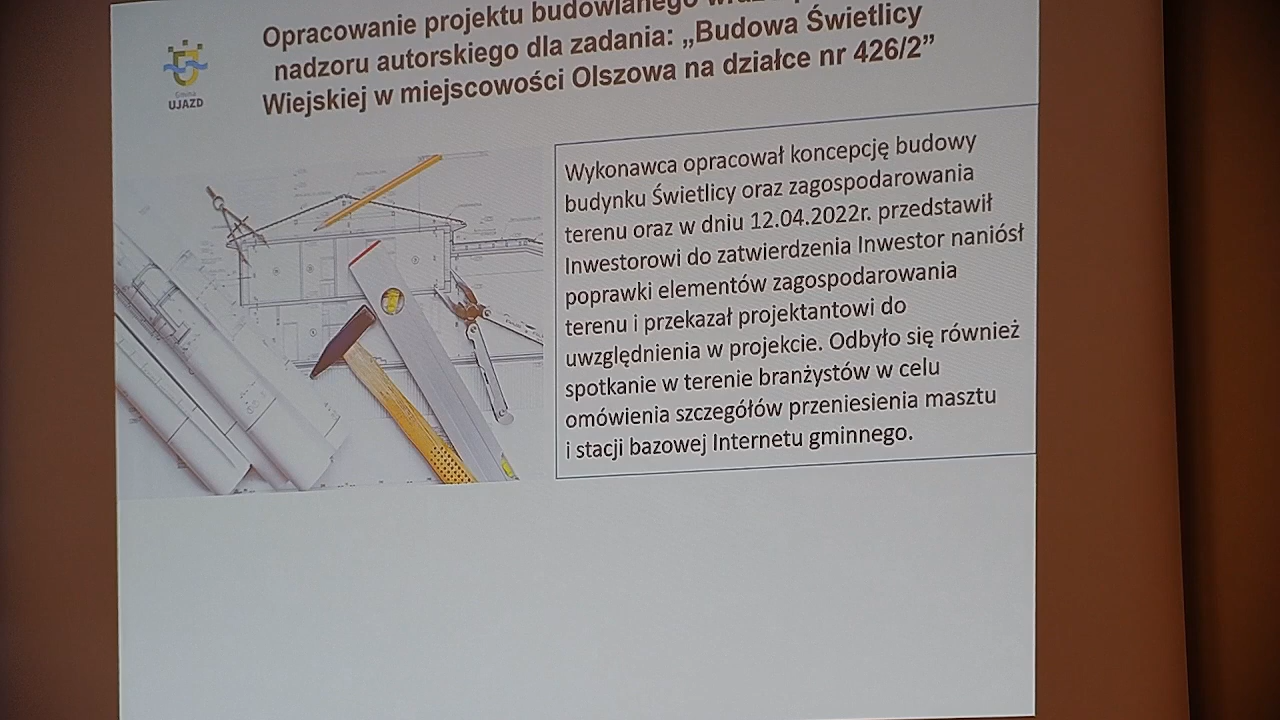 Opracowanie projektu budowlanego
nadzoru autorskiego dla zadania: „Budowa Świetlicy
Wiejskiej w miejscowości Olszowa na działce nr 426/2”
Gmina
UJAZD
Wykonawca opracował koncepcję budowy
budynku Świetlicy oraz zagospodarowania
terenu oraz w dniu 12.04.2022r. przedstawił
Inwestorowi do zatwierdzenia Inwestor naniósł
poprawki elementów zagospodarowania
terenu i przekazał projektantowi do
uwzględnienia w projekcie. Odbyło się również
spotkanie w terenie branżystów w celu
omówienia szczegółów przeniesienia masztu
i stacji bazowej Internetu gminnego.